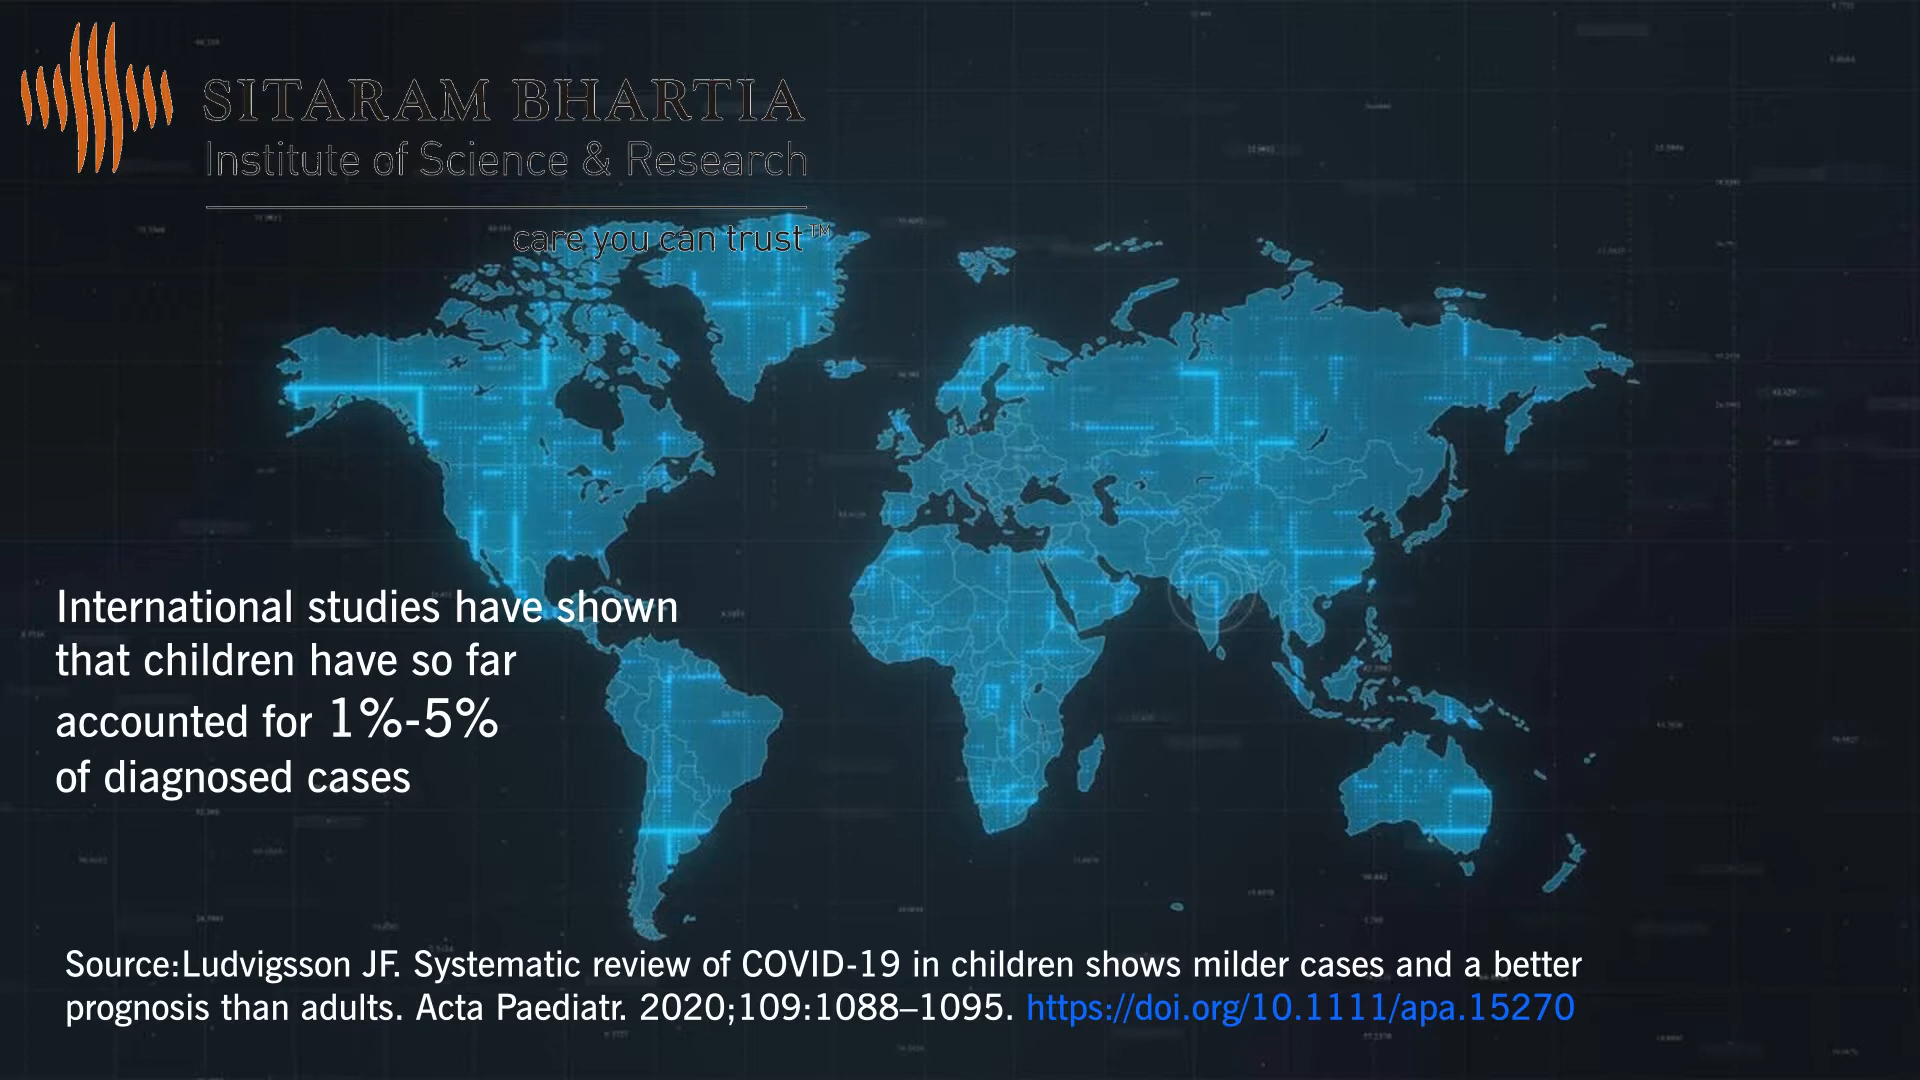 SITARAM BHARTIA
Institute of Science & Research
care you can trust™
International studies have shown
that children have so far
accounted for 1%-5%
of diagnosed cases
Source:Ludvigsson JF. Systematic review of COVID-19 in children shows milder cases and a better
prognosis than adults. Acta Paediatr. 2020;109:1088–1095. https://doi.org/10.1111/apa.15270